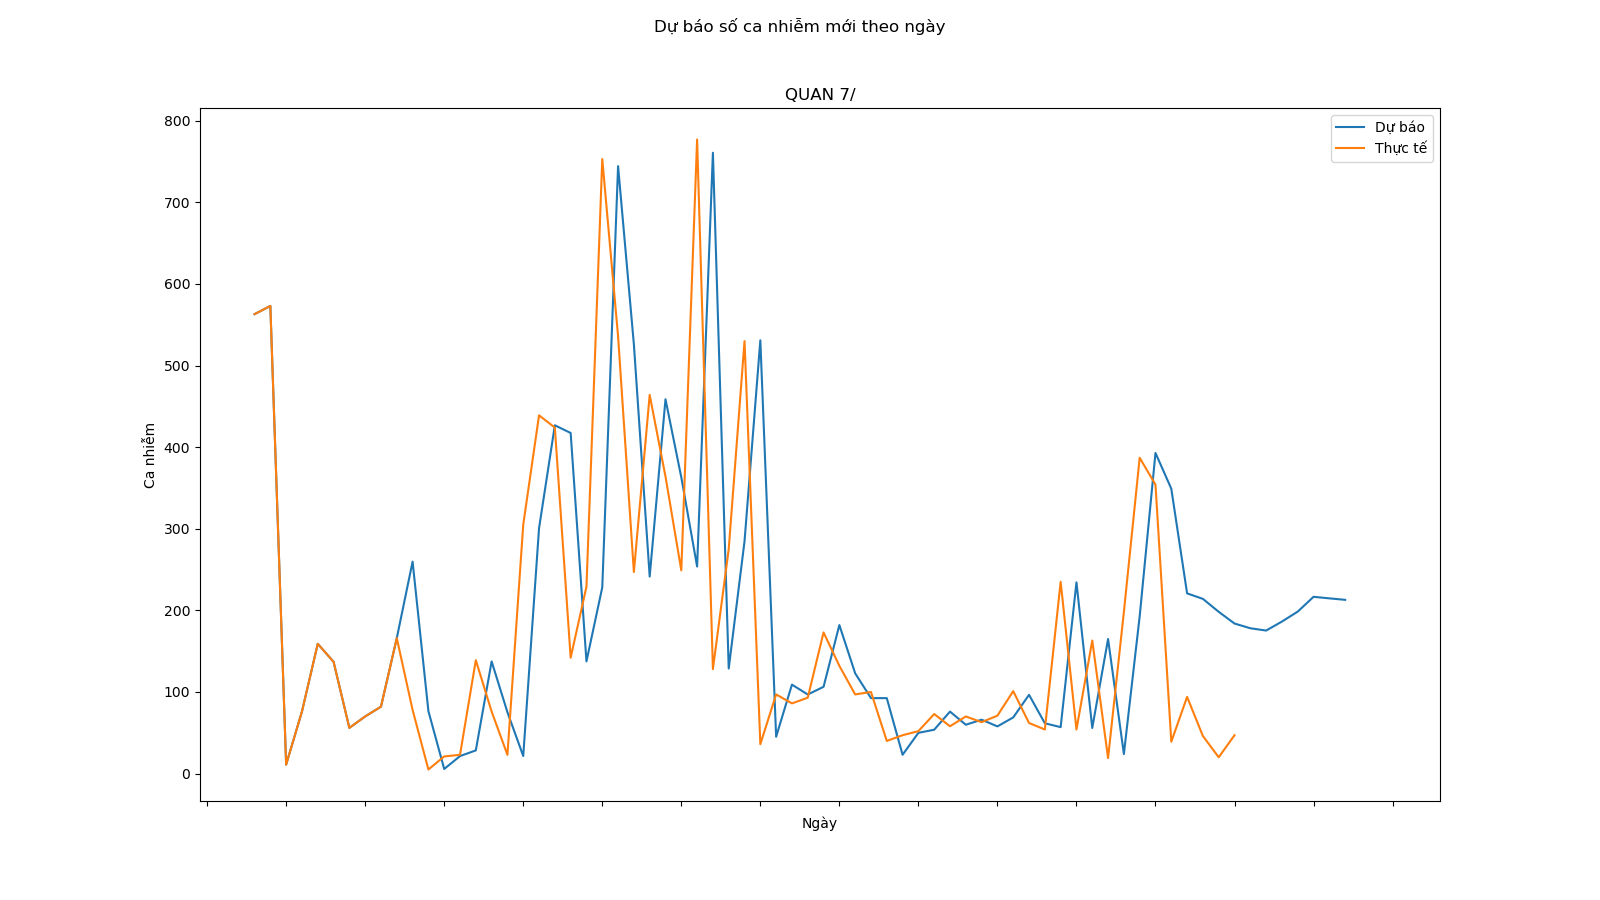 Dự báo số ca nhiễm mới theo ngày
QUAN 7/
800
700
600
500
400
300
200
100
0
Ca nhiễm
Dự báo
Thực tế
Ngày